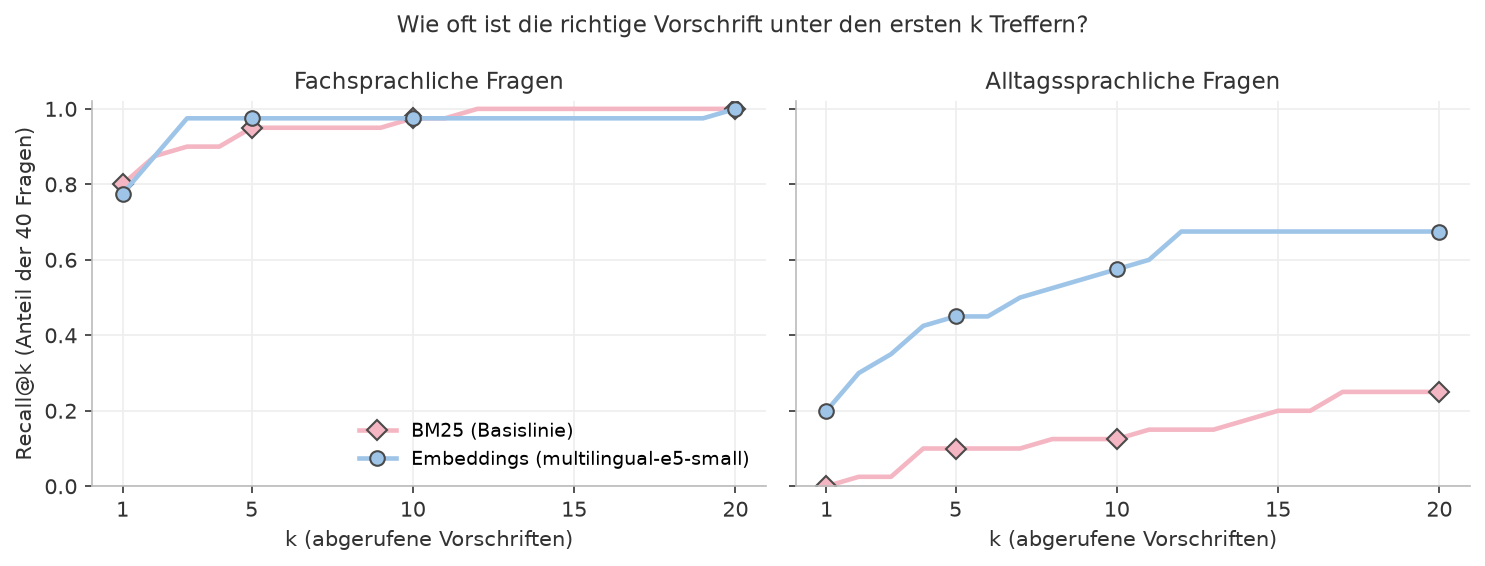 Wie oft ist die richtige Vorschrift unter den ersten k Treffern?
Fachsprachliche Fragen
Recall@k (Anteil der 40 Fragen)
1.0
0.8
0.6
0.4
0.2
0.0
BM25 (Basislinie)
Embeddings (multilingual-e5-small)
1 5 10 15 20
k (abgerufene Vorschriften)
Alltagssprachliche Fragen
1 5 10 15 20
k (abgerufene Vorschriften)